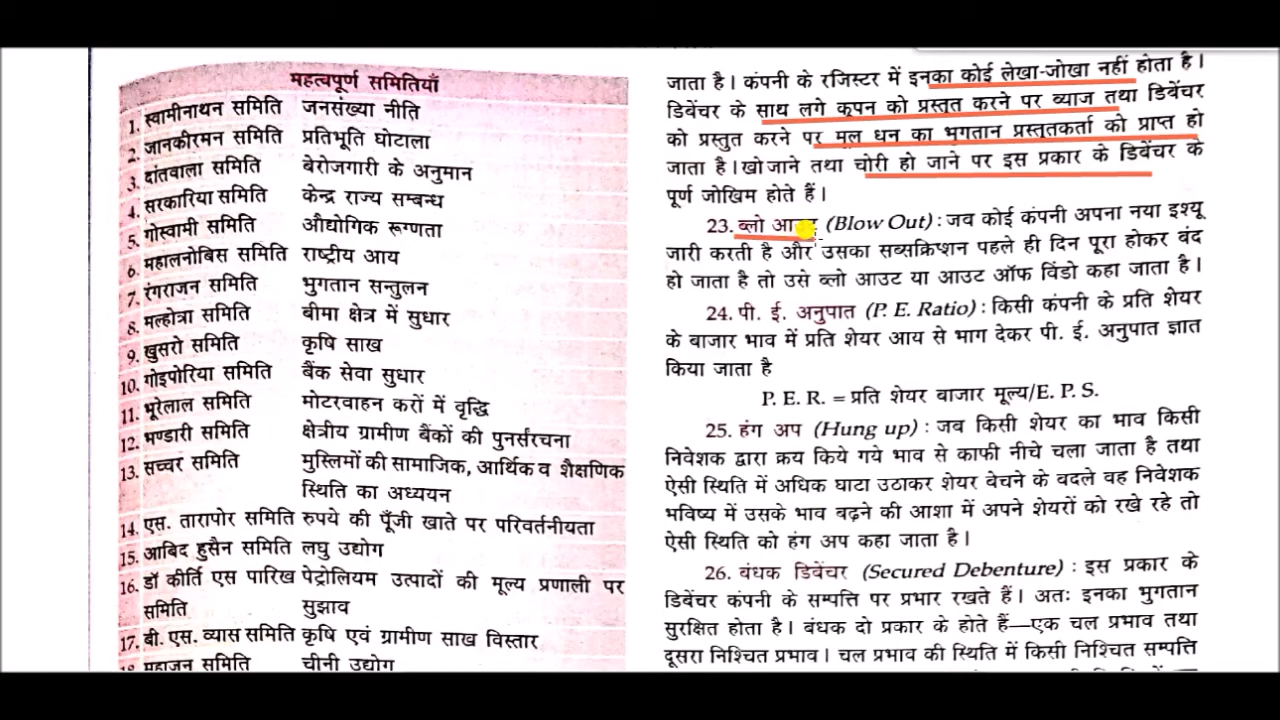 महत्वपूर्ण समितियाँ
1. स्वामीनाथन समिति जनसंख्या नीति
2. जानकीरमन समिति प्रतिभूति घोटाला
3. दांतवाला समिति बेरोजगारी के अनुमान
4. सरकारिया समिति केन्द्र राज्य सम्बन्ध
5. गोस्वामी समिति औद्योगिक रूग्णता
6. महालनोबिस समिति राष्ट्रीय आय
7. रंगराजन समिति भुगतान सन्तुलन
8. मल्होत्रा समिति बीमा क्षेत्र में सुधार
9. खुसरो समिति कृषि साख
10. गोइपोरिया समिति बैंक सेवा सुधार
11. भूरेलाल समिति मोटरवाहन करों में वृद्धि
12. भण्डारी समिति क्षेत्रीय ग्रामीण बैंकों की पुनर्संरचना
13. सच्चर समिति मुस्लिमों की सामाजिक, आर्थिक व शैक्षणिक
स्थिति का अध्ययन
14. एस. तारापोर समिति रुपये की पूँजी खाते पर परिवर्तनीयता
15. आबिद हुसैन समिति लघु उद्योग
16. डॉ कीर्ति एस पारिख पेट्रोलियम उत्पादों की मूल्य प्रणाली पर
समिति सुझाव
17. बी. एस. व्यास समिति कृषि एवं ग्रामीण साख विस्तार
18. महाजन समिति चीनी उद्योग
जाता है। कंपनी के रजिस्टर में इनका कोई लेखा-जोखा नहीं होता है।
डिबेंचर के साथ लगे कूपन को प्रस्तुत करने पर ब्याज तथा डिबेंचर
को प्रस्तुत करने पर मूल धन का भुगतान प्रस्तुतकर्ता को प्राप्त हो
जाता है। खो जाने तथा चोरी हो जाने पर इस प्रकार के डिबेंचर के
पूर्ण जोखिम होते हैं।
23. ब्लो आउट (Blow Out) : जब कोई कंपनी अपना नया इश्यू
जारी करती है और उसका सब्सक्रिप्शन पहले ही दिन पूरा होकर बंद
हो जाता है तो उसे ब्लो आउट या आउट ऑफ विंडो कहा जाता है।
24. पी. ई. अनुपात (P. E. Ratio) : किसी कंपनी के प्रति शेयर
के बाजार भाव में प्रति शेयर आय से भाग देकर पी. ई. अनुपात ज्ञात
किया जाता है
P. E. R. = प्रति शेयर बाजार मूल्य/E. P. S.
25. हंग अप (Hung up) : जब किसी शेयर का भाव किसी
निवेशक द्वारा क्रय किये गये भाव से काफी नीचे चला जाता है तथा
ऐसी स्थिति में अधिक घाटा उठाकर शेयर बेचने के बदले वह निवेशक
भविष्य में उसके भाव बढ़ने की आशा में अपने शेयरों को रखे रहे तो
ऐसी स्थिति को हंग अप कहा जाता है।
26. बंधक डिबेंचर (Secured Debenture) : इस प्रकार के
डिबेंचर कंपनी के सम्पत्ति पर प्रभार रखते हैं। अतः इनका भुगतान
सुरक्षित होता है। बंधक दो प्रकार के होते हैं—एक चल प्रभाव तथा
दूसरा निश्चित प्रभाव। चल प्रभाव की स्थिति में किसी निश्चित सम्पत्ति